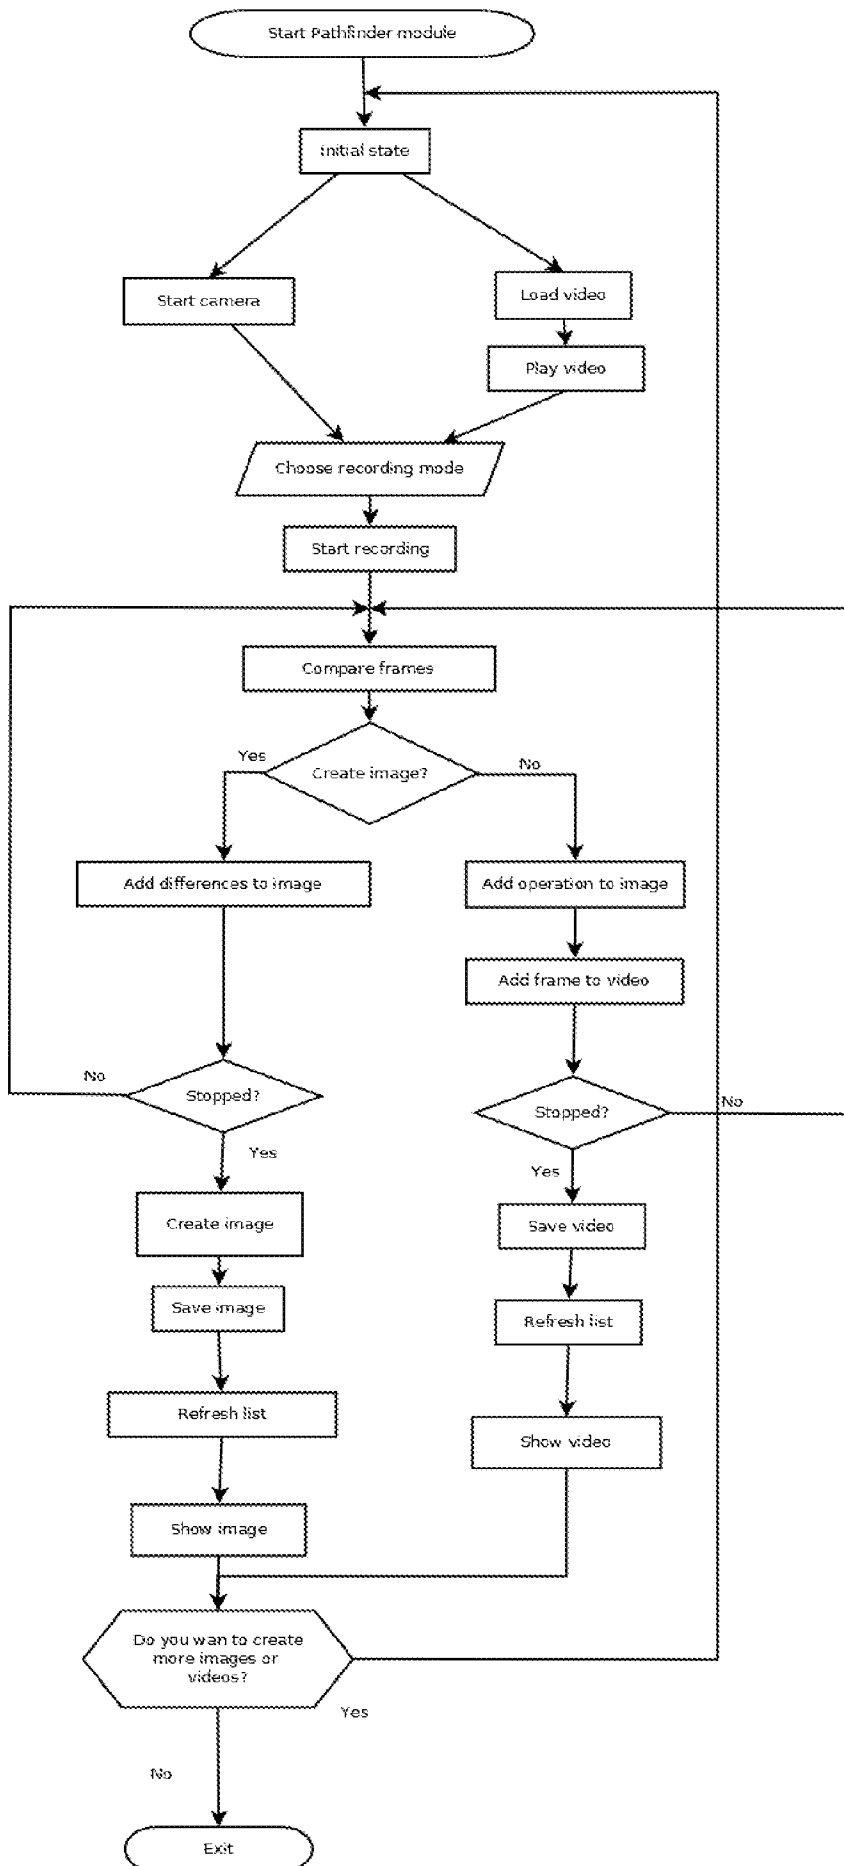 Start Pathfinder module
Initial state
Start camera
Load video
Play video
Choose recording mode
Start recording
Compare frames
Yes
Create image?
No
Add differences to image
Add operation to image
Add frame to video
No
Stopped?
Stopped?
No
Yes
Yes
Create image
Save video
Save image
Refresh list
Refresh list
Show video
Show image
Do you wan to create
more images or
videos?
Yes
No
Exit